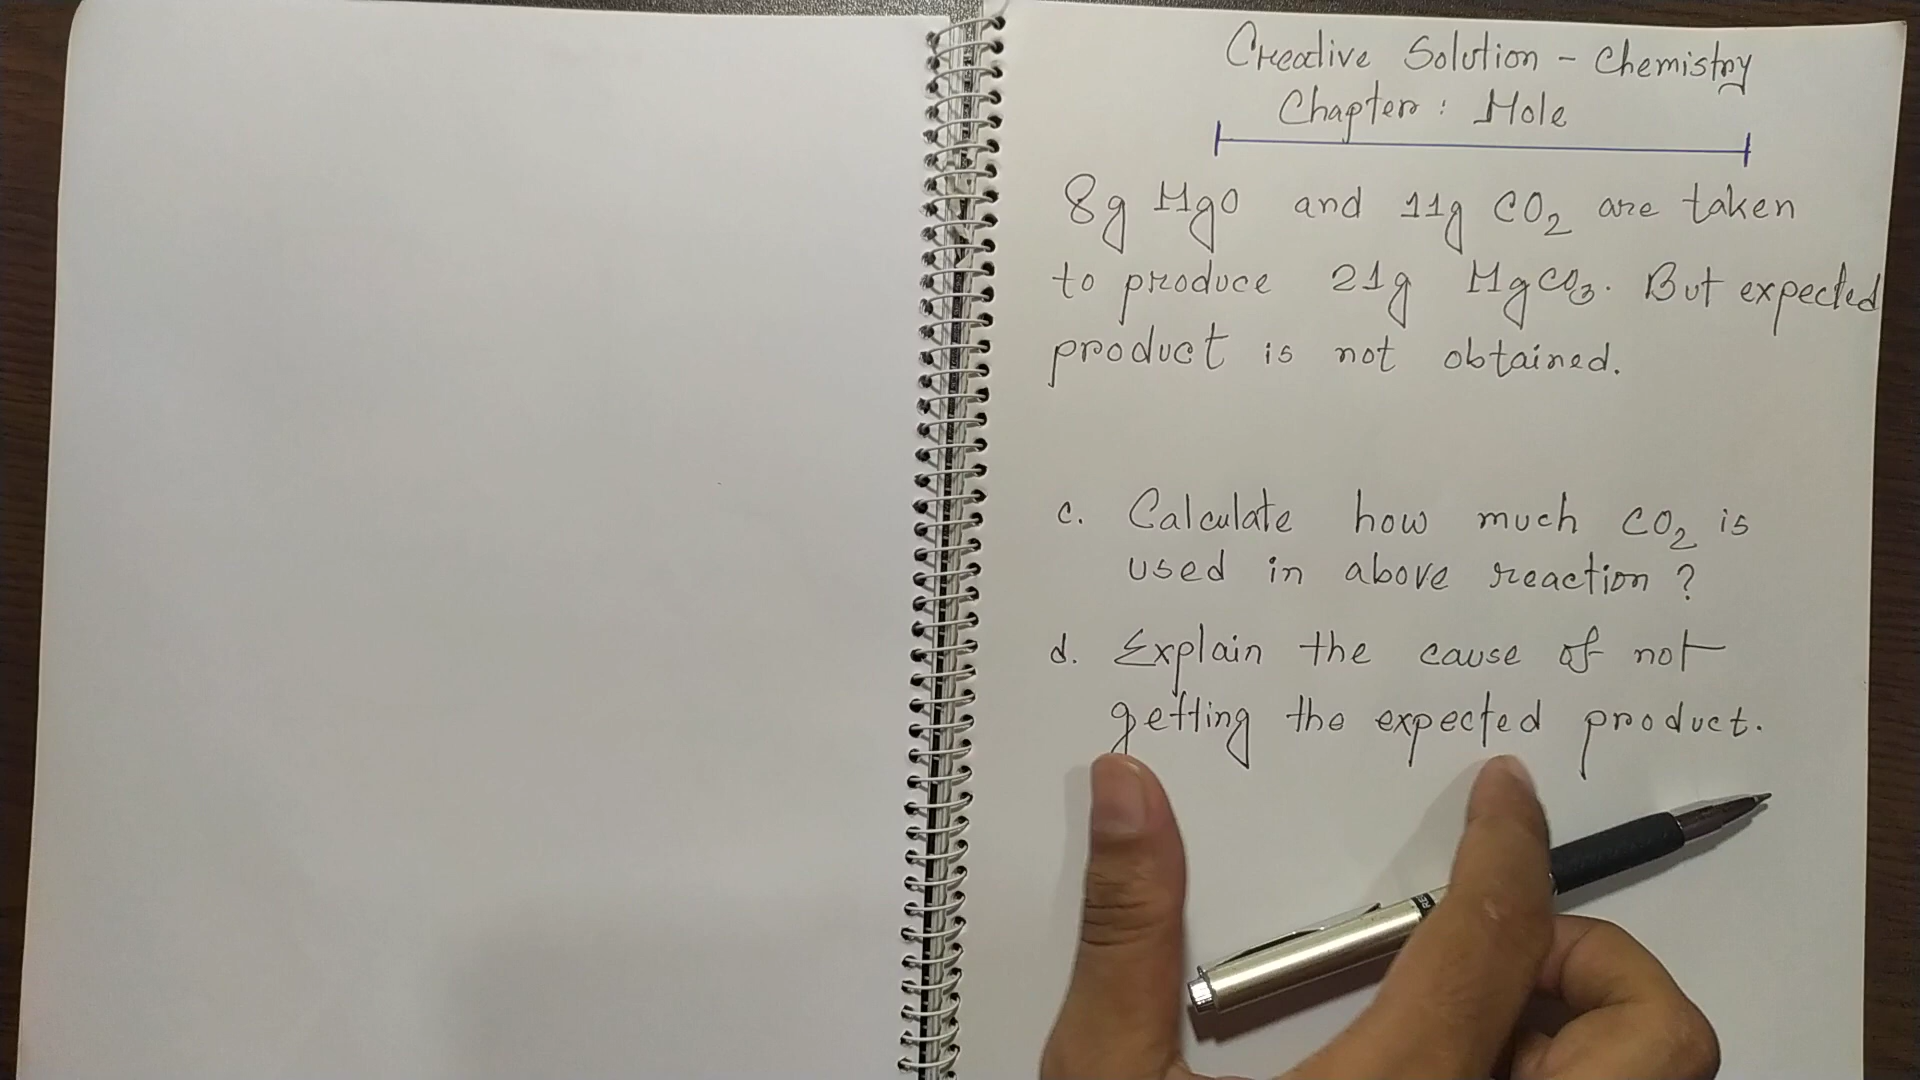 Creative Solution - Chemistry
Chapter : Mole
8g MgO and 11g CO₂ are taken
to produce 21g MgCO₃. But expected
product is not obtained.
c. Calculate how much CO₂ is
used in above reaction ?
d. Explain the cause of not
getting the expected product.